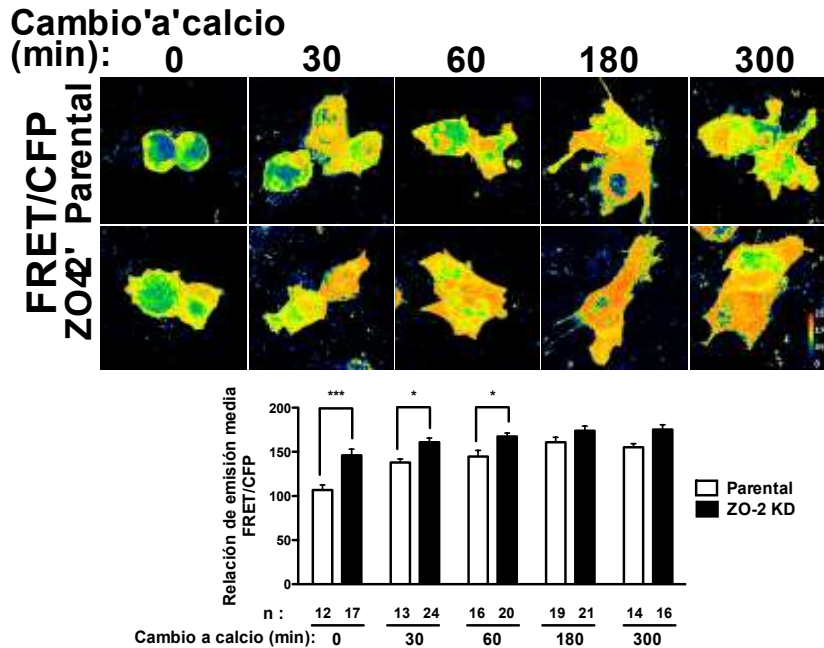 Cambio'a'calcio
(min):
0 30 60 180 300
FRET/CFP
Parental
ZO42'
***
*
*
200
150
100
50
0
Relación de emisión media
FRET/CFP
Parental
ZO-2 KD
n : 12 17 13 24 16 20 19 21 14 16
Cambio a calcio (min): 0 30 60 180 300